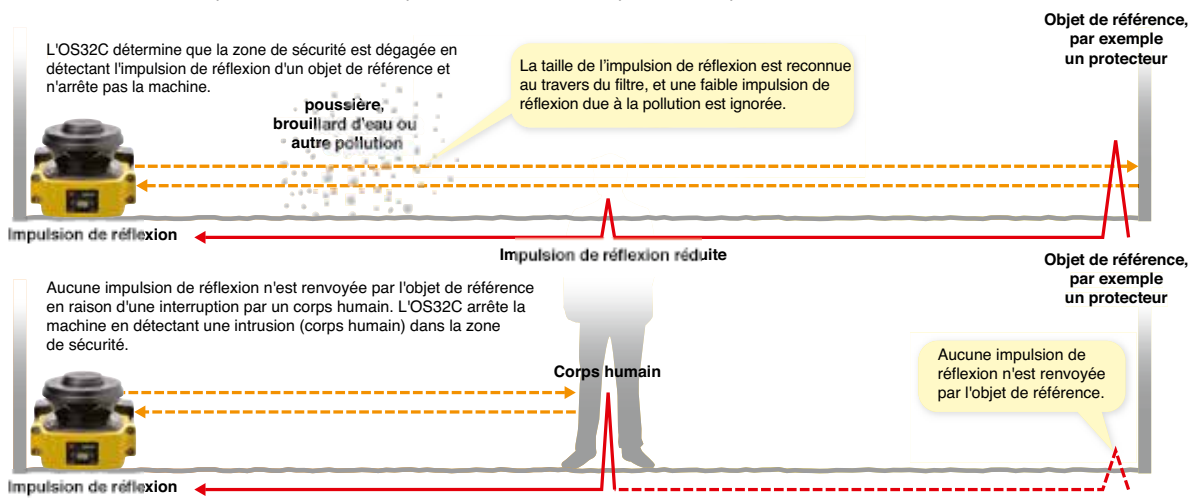 Objet de référence,
par exemple
un protecteur
L'OS32C détermine que la zone de sécurité est dégagée en
détectant l'impulsion de réflexion d'un objet de référence et
n'arrête pas la machine.
La taille de l'impulsion de réflexion est reconnue
au travers du filtre, et une faible impulsion de
réflexion due à la pollution est ignorée.
poussière,
brouillard d'eau ou
autre pollution
Impulsion de réflexion
Impulsion de réflexion réduite
Objet de référence,
par exemple
un protecteur
Aucune impulsion de réflexion n'est renvoyée par l'objet de référence
en raison d'une interruption par un corps humain. L'OS32C arrête la
machine en détectant une intrusion (corps humain) dans la zone
de sécurité.
Corps humain
Aucune impulsion de
réflexion n'est renvoyée
par l'objet de référence.
Impulsion de réflexion